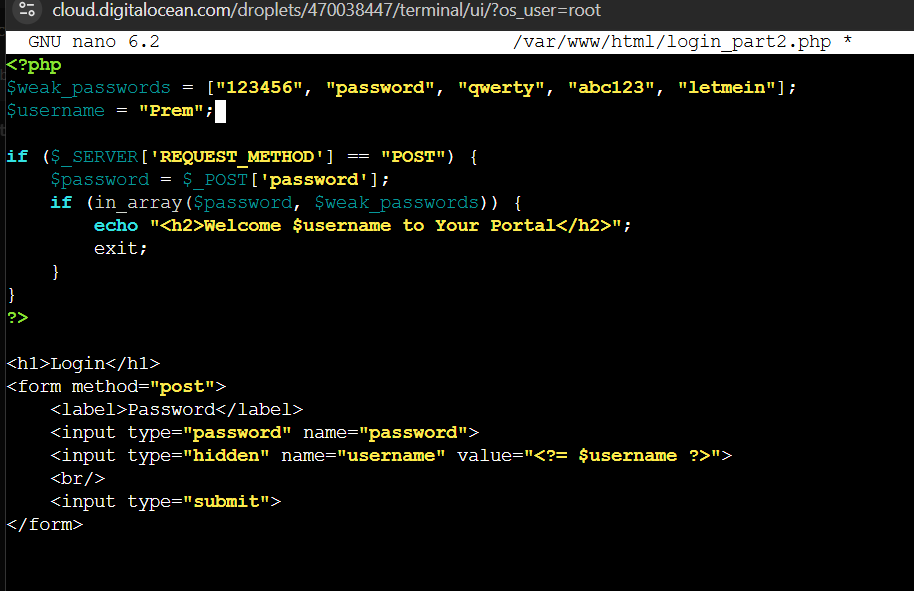 cloud.digitalocean.com/droplets/470038447/terminal/ui/?os_user=root
GNU nano 6.2 /var/www/html/login_part2.php *
<?php
$weak_passwords = ["123456", "password", "qwerty", "abc123", "letmein"];
$username = "Prem";

if ($_SERVER['REQUEST_METHOD'] == "POST") {
    $password = $_POST['password'];
    if (in_array($password, $weak_passwords)) {
        echo "<h2>Welcome $username to Your Portal</h2>";
        exit;
    }
}
?>

<h1>Login</h1>
<form method="post">
    <label>Password</label>
    <input type="password" name="password">
    <input type="hidden" name="username" value="<?= $username ?>">
    <br/>
    <input type="submit">
</form>